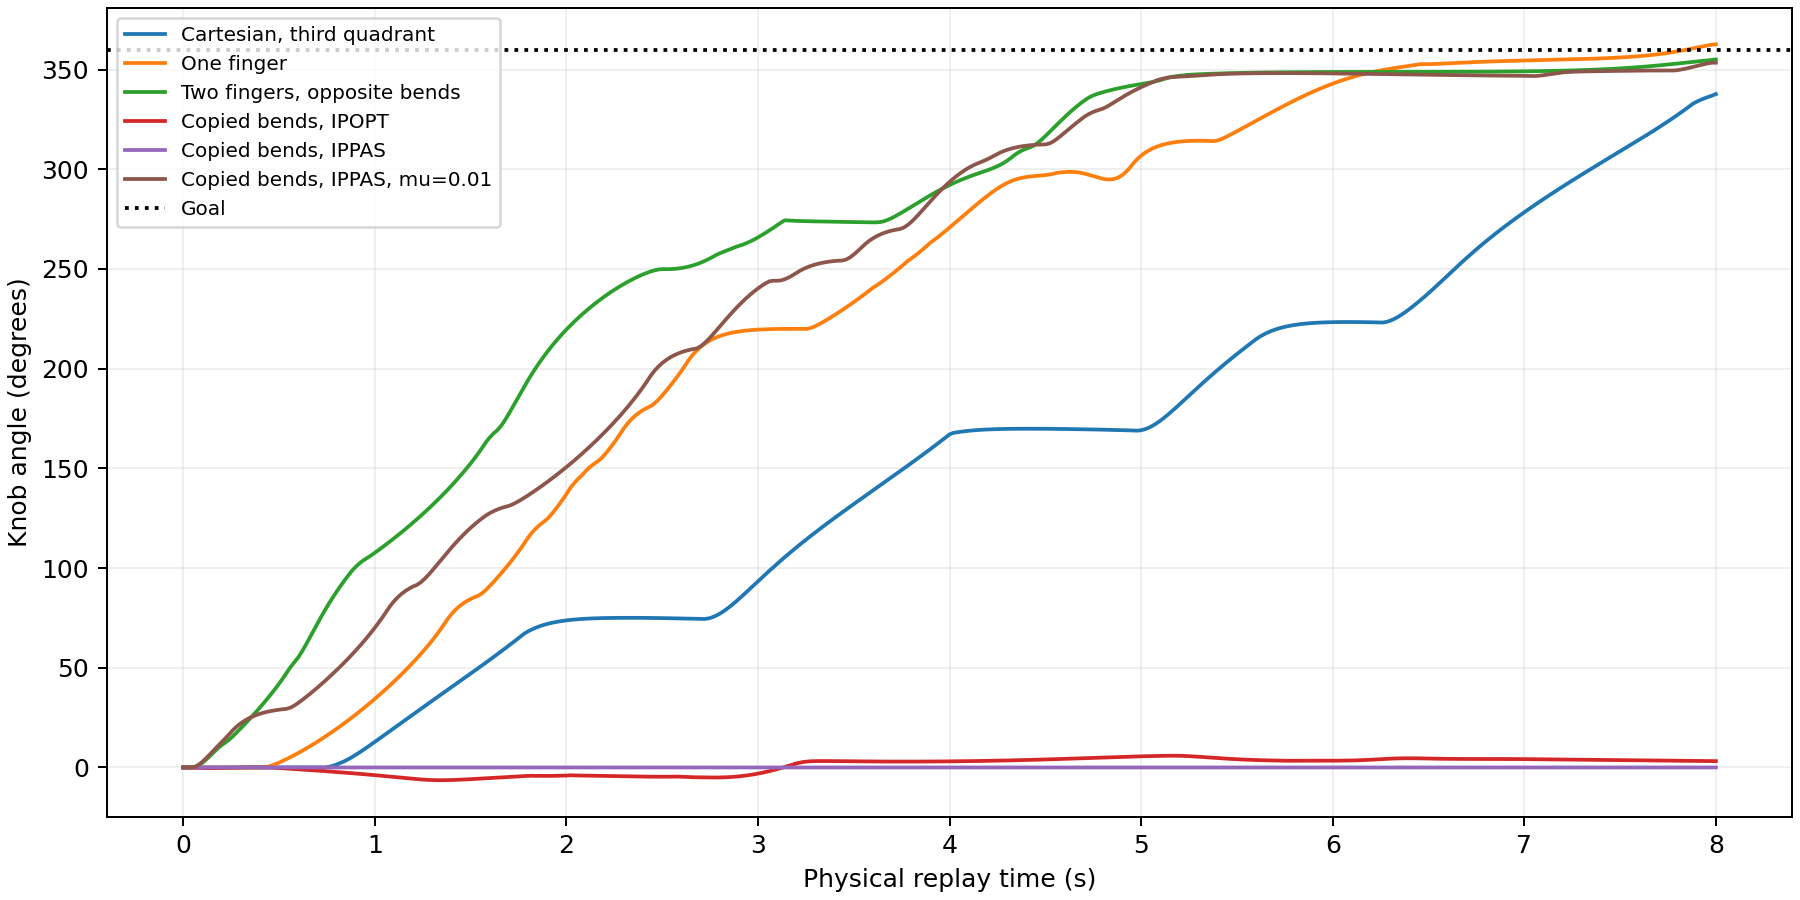 Cartesian, third quadrant
One finger
Two fingers, opposite bends
Copied bends, IPOPT
Copied bends, IPPAS
Copied bends, IPPAS, mu=0.01
Goal
350
300
250
200
150
100
50
0
Knob angle (degrees)
0 1 2 3 4 5 6 7 8
Physical replay time (s)